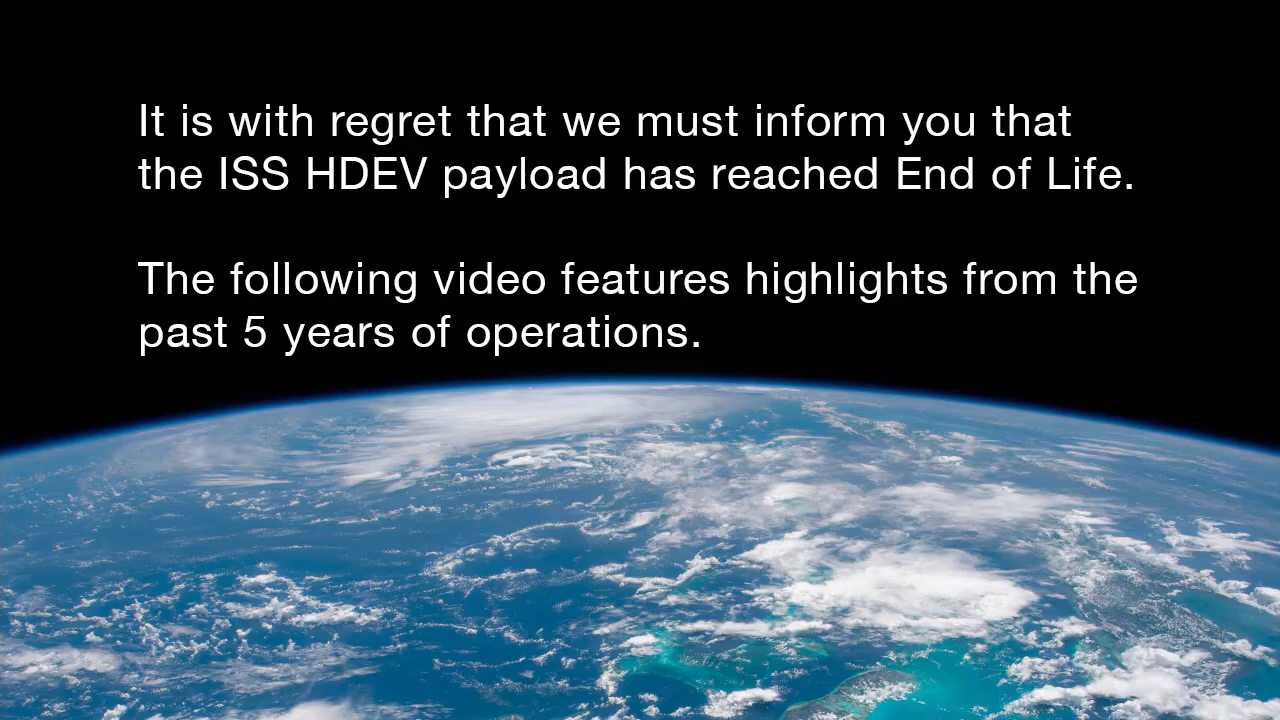 It is with regret that we must inform you that
the ISS HDEV payload has reached End of Life.
The following video features highlights from the
past 5 years of operations.